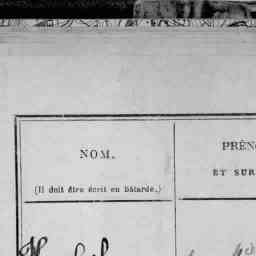 NOM.
(Il doit être écrit en bâtarde.)
PRÉN
ET SUR